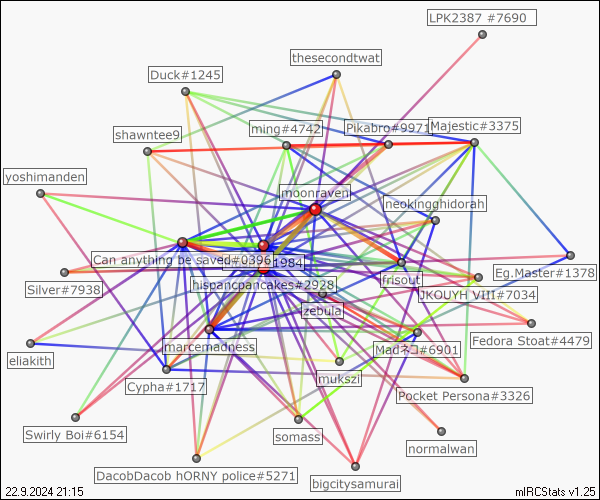 LPK2387 #7690
thesecondtwat
Duck#1245
ming#4742
Pikabro#9971
Majestic#3375
shawntee9
yoshimanden
moonraven
neokingghidorah
Can anything be saved#0396
1984
Eg.Master#1378
Silver#7938
hispancpancakes#2928
frisout
JKOUYH VIII#7034
zebula
Fedora Stoat#4479
eliakith
marcemadness
Madネコ#6901
Cypha#1717
mukszi
Pocket Persona#3326
Swirly Boi#6154
somass
normalwan
DacobDacob hORNY police#5271
bigcitysamurai
22.9.2024 21:15
mIRCStats v1.25